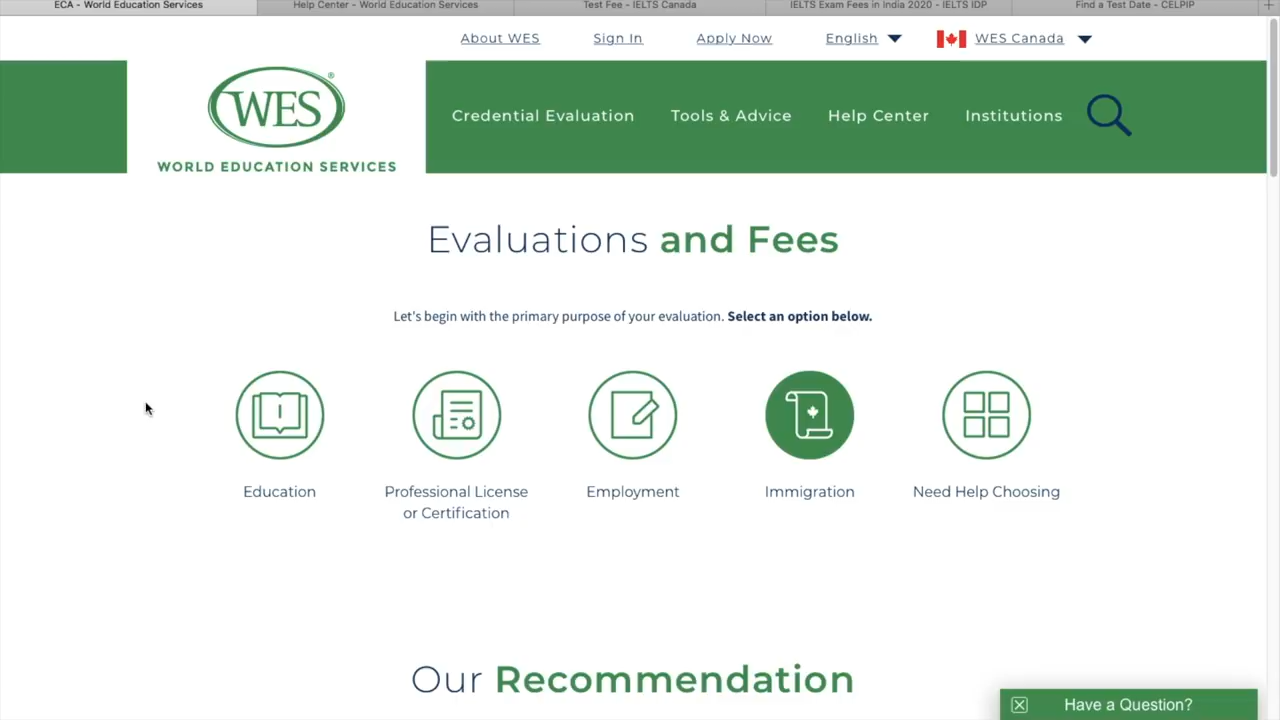 ECA - World Education Services
Help Center - World Education Services
Test Fee - IELTS Canada
IELTS Exam Fees in India 2020 - IELTS IDP
Find a Test Date - CELPIP
About WES
Sign In
Apply Now
English
WES Canada
WES®
WORLD EDUCATION SERVICES
Credential Evaluation
Tools & Advice
Help Center
Institutions
Evaluations and Fees
Let's begin with the primary purpose of your evaluation. Select an option below.
Education
Professional License
or Certification
Employment
Immigration
Need Help Choosing
Our Recommendation
Have a Question?